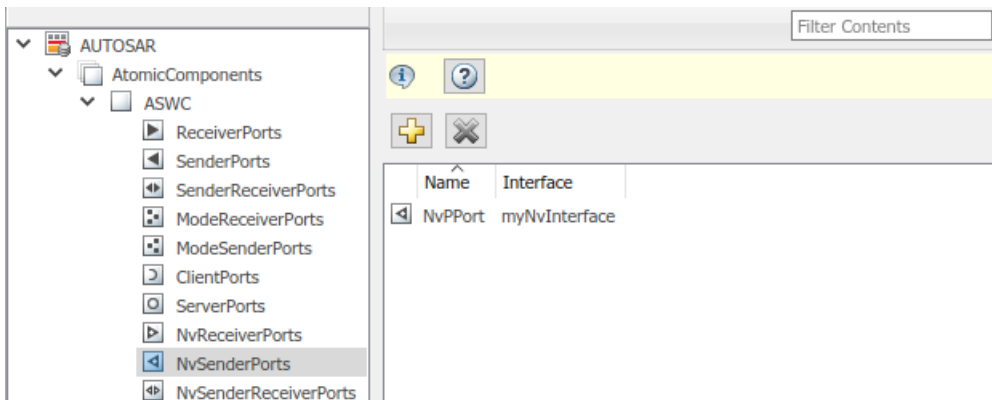 Filter Contents
AUTOSAR
AtomicComponents
ASWC
ReceiverPorts
SenderPorts
SenderReceiverPorts
ModeReceiverPorts
ModeSenderPorts
ClientPorts
ServerPorts
NvReceiverPorts
NvSenderPorts
NvSenderReceiverPorts
Name Interface
NvPPort myNvInterface